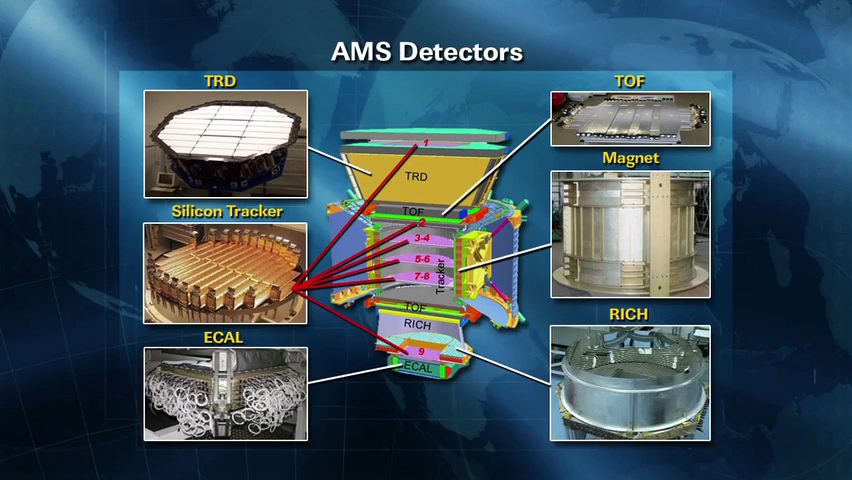 AMS Detectors
TRD
TOF
Magnet
Silicon Tracker
ECAL
RICH
1
TRD
TOF
2
3-4
5-6
7-8
Tracker
TOF
RICH
9
ECAL